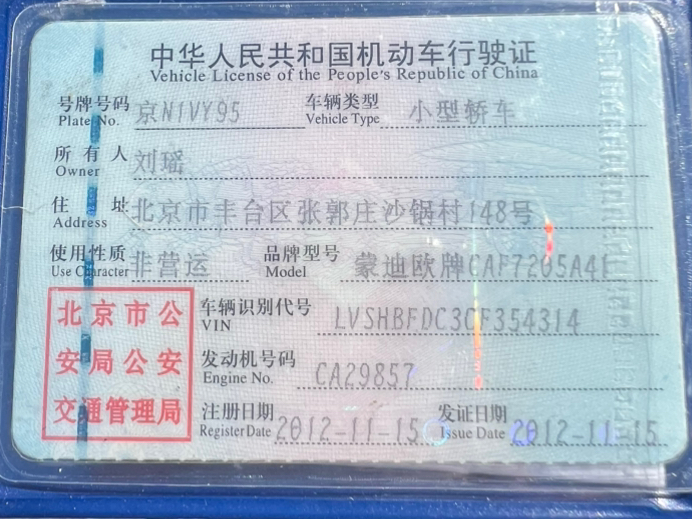 中华人民共和国机动车行驶证
Vehicle License of the People's Republic of China
号牌号码 京N1VY95 车辆类型 小型轿车
Plate No. Vehicle Type
所有人 刘瑶
Owner
住址 北京市丰台区张郭庄沙锅村148号
Address
使用性质 非营运 品牌型号 蒙迪欧牌CAF7205A41
Use Character Model
北京市公
安局公安
交通管理局
车辆识别代号 LVSHBFDC3CF354314
VIN
发动机号码 CA29857
Engine No.
注册日期 2012-11-15 发证日期 2012-11-15
Register Date Issue Date